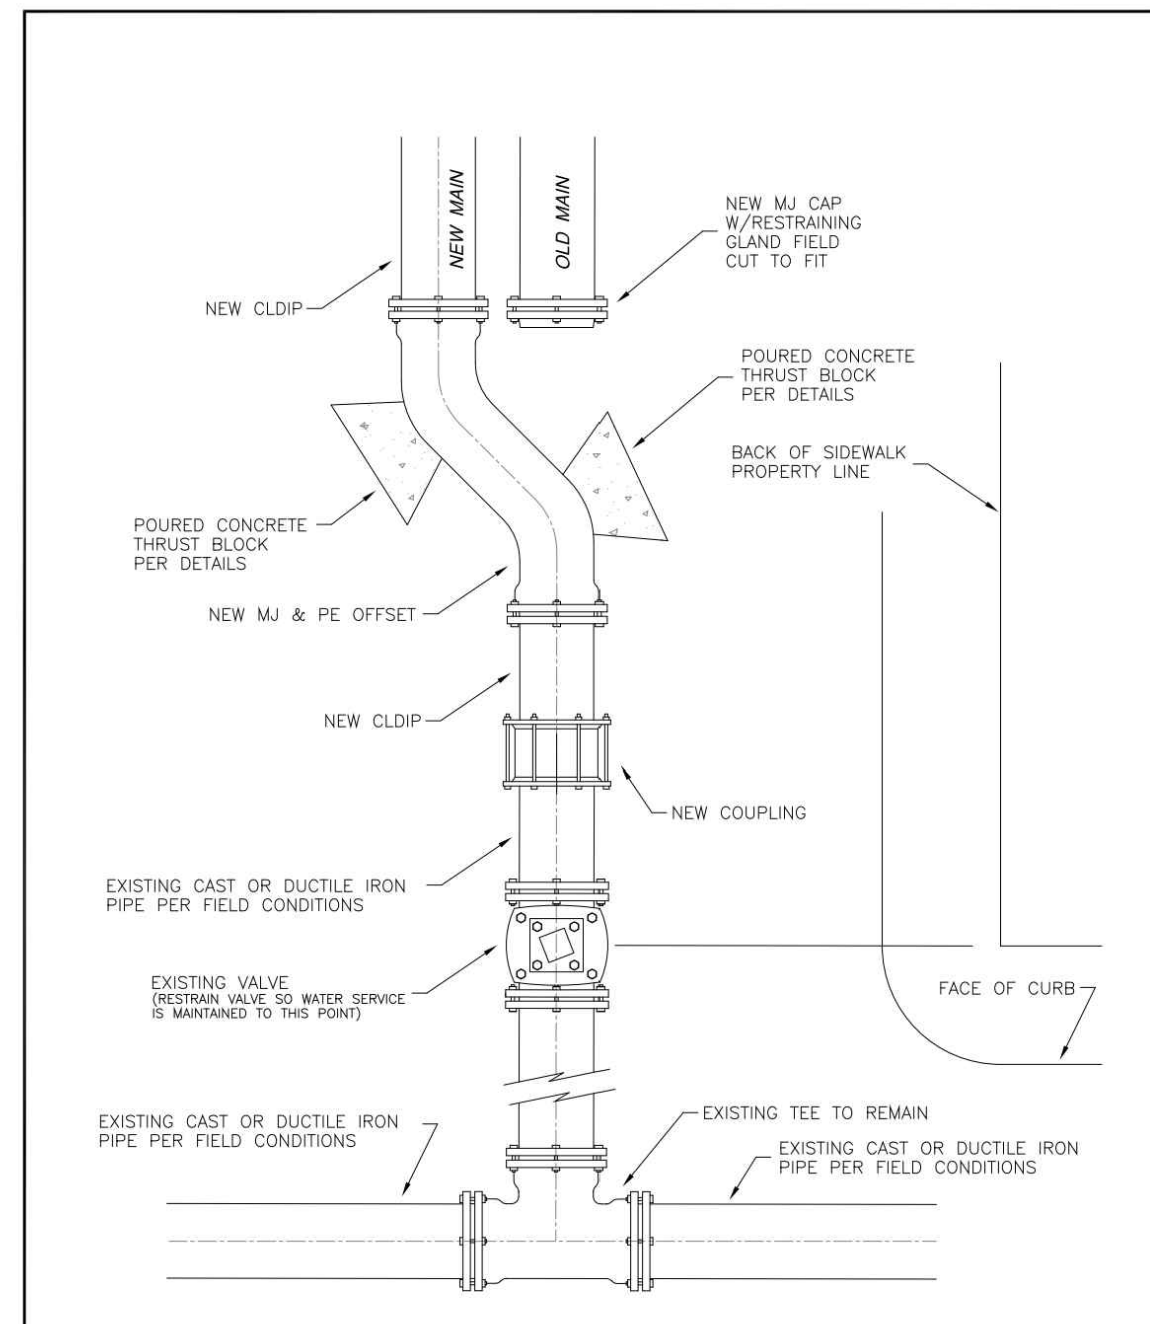 NEW MAIN
OLD MAIN
NEW MJ CAP
W/RESTRAINING
GLAND FIELD
CUT TO FIT
NEW CLDIP
POURED CONCRETE
THRUST BLOCK
PER DETAILS
BACK OF SIDEWALK
PROPERTY LINE
POURED CONCRETE
THRUST BLOCK
PER DETAILS
NEW MJ & PE OFFSET
NEW CLDIP
NEW COUPLING
EXISTING CAST OR DUCTILE IRON
PIPE PER FIELD CONDITIONS
EXISTING VALVE
(RESTRAIN VALVE SO WATER SERVICE
IS MAINTAINED TO THIS POINT)
FACE OF CURB
EXISTING CAST OR DUCTILE IRON
PIPE PER FIELD CONDITIONS
EXISTING TEE TO REMAIN
EXISTING CAST OR DUCTILE IRON
PIPE PER FIELD CONDITIONS